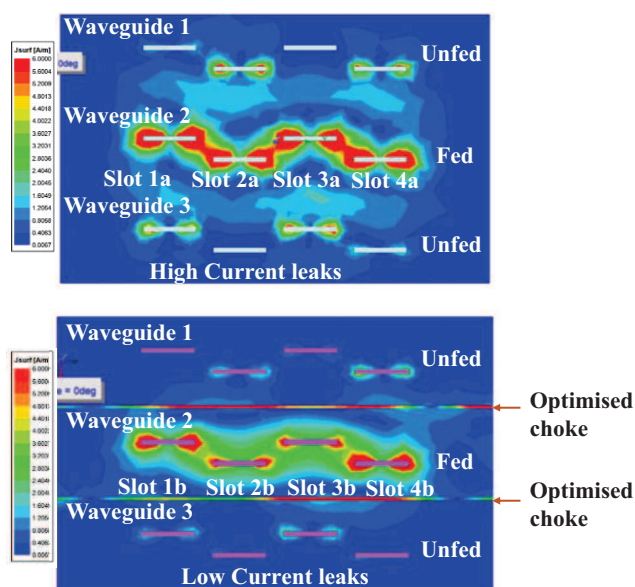 Waveguide 1
Unfed
Jsurf [A/m]
0deg
6.0000
5.6004
5.2009
4.8013
4.4018
4.0022
3.6027
3.2031
2.8036
2.4040
2.0045
1.6049
1.2054
0.8058
0.4063
0.0067
Waveguide 2
Fed
Slot 1a
Slot 2a
Slot 3a
Slot 4a
Waveguide 3
Unfed
High Current leaks
Waveguide 1
Unfed
Jsurf [A/m
e = 0deg
Optimised
choke
Waveguide 2
Fed
Slot 1b
Slot 2b
Slot 3b
Slot 4b
Optimised
choke
Waveguide 3
Unfed
Low Current leaks